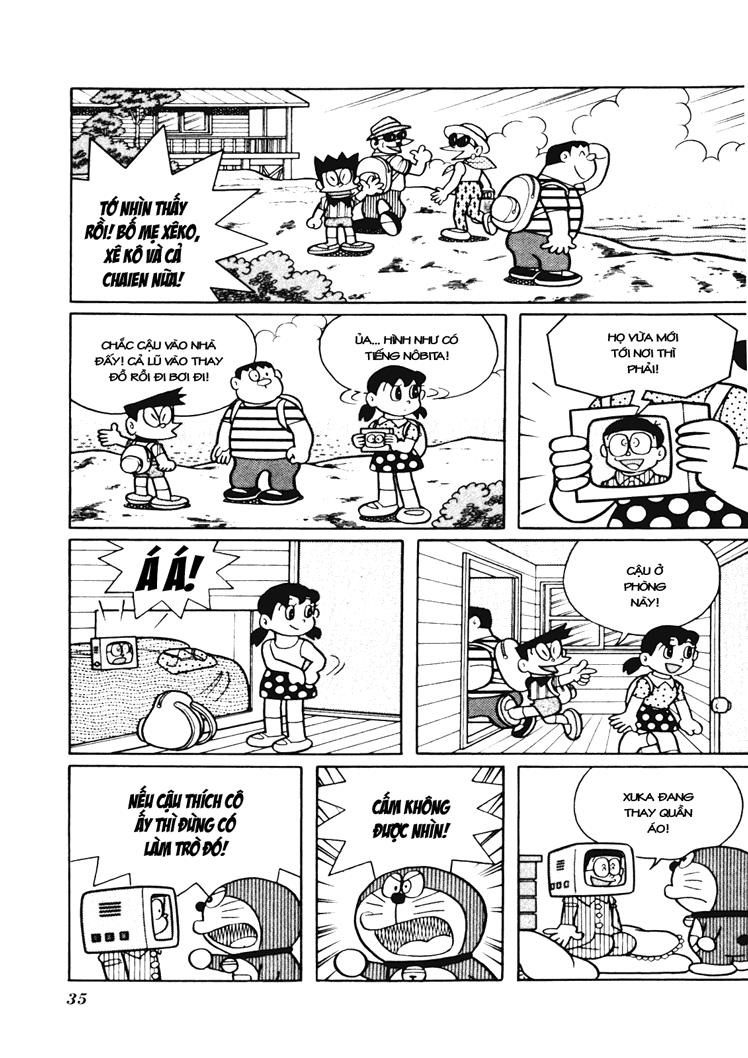 TỚ NHÌN THẤY
RỒI! BỐ MẸ XÊKO,
XÊ KÔ VÀ CẢ
CHAIEN NỮA!
HỌ VỪA MỚI
TỚI NƠI THÌ
PHẢI!
ỦA... HÌNH NHƯ CÓ
TIẾNG NÔBITA!
CHẮC CẬU VÀO NHÀ
ĐẤY! CẢ LŨ VÀO THAY
ĐỒ RỒI ĐI BƠI ĐI!
CẬU Ở
PHÒNG
NÀY!
Á Á!
XUKA ĐANG
THAY QUẦN
ÁO!
CẤM KHÔNG
ĐƯỢC NHÌN!
NẾU CẬU THÍCH CÔ
ẤY THÌ ĐỪNG CÓ
LÀM TRÒ ĐÓ!
35